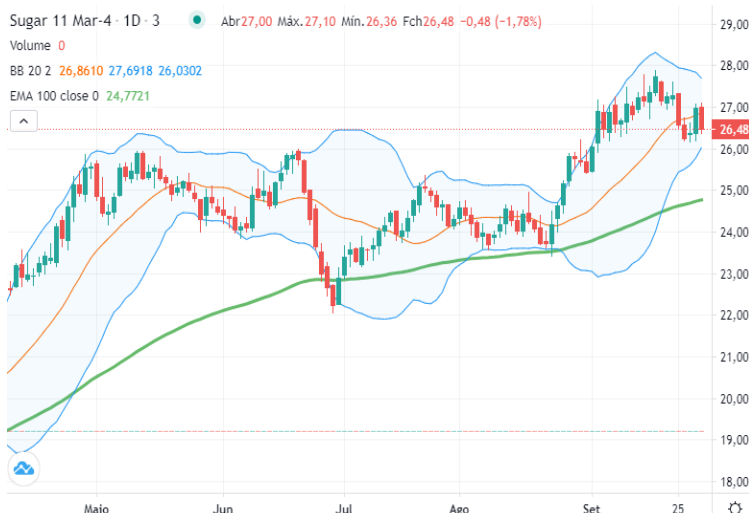 Sugar 11 Mar-4 · 1D · 3 Abr27,00 Máx.27,10 Mín.26,36 Fch26,48 −0,48 (−1,78%)
Volume 0
BB 20 2 26,8610 27,6918 26,0302
EMA 100 close 0 24,7721
29,00
28,00
27,00
26,48
26,00
25,00
24,00
23,00
22,00
21,00
20,00
19,00
18,00
Maio Jun Jul Ago Set 25